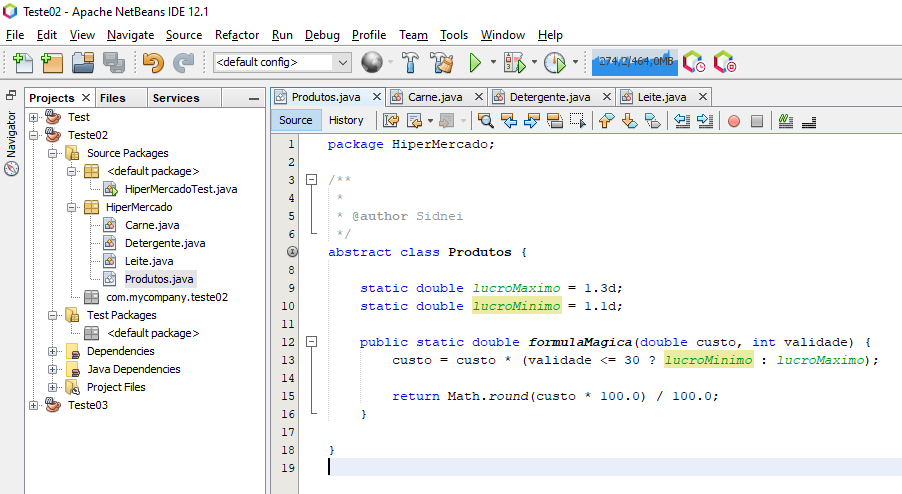 Teste02 - Apache NetBeans IDE 12.1
File Edit View Navigate Source Refactor Run Debug Profile Team Tools Window Help
<default config>
274,2/464,0MB
Projects Files Services
Navigator
Test
Teste02
Source Packages
<default package>
HiperMercadoTest.java
HiperMercado
Carne.java
Detergente.java
Leite.java
Produtos.java
com.mycompany.teste02
Test Packages
<default package>
Dependencies
Java Dependencies
Project Files
Teste03
Produtos.java Carne.java Detergente.java Leite.java
Source History
1 package HiperMercado;
2
3 /**
4 *
5 * @author Sidnei
6 */
abstract class Produtos {
8
9 static double lucroMaximo = 1.3d;
10 static double lucroMinimo = 1.1d;
11
12 public static double formulaMagica(double custo, int validade) {
13 custo = custo * (validade <= 30 ? lucroMinimo : lucroMaximo);
14
15 return Math.round(custo * 100.0) / 100.0;
16 }
17
18 }
19